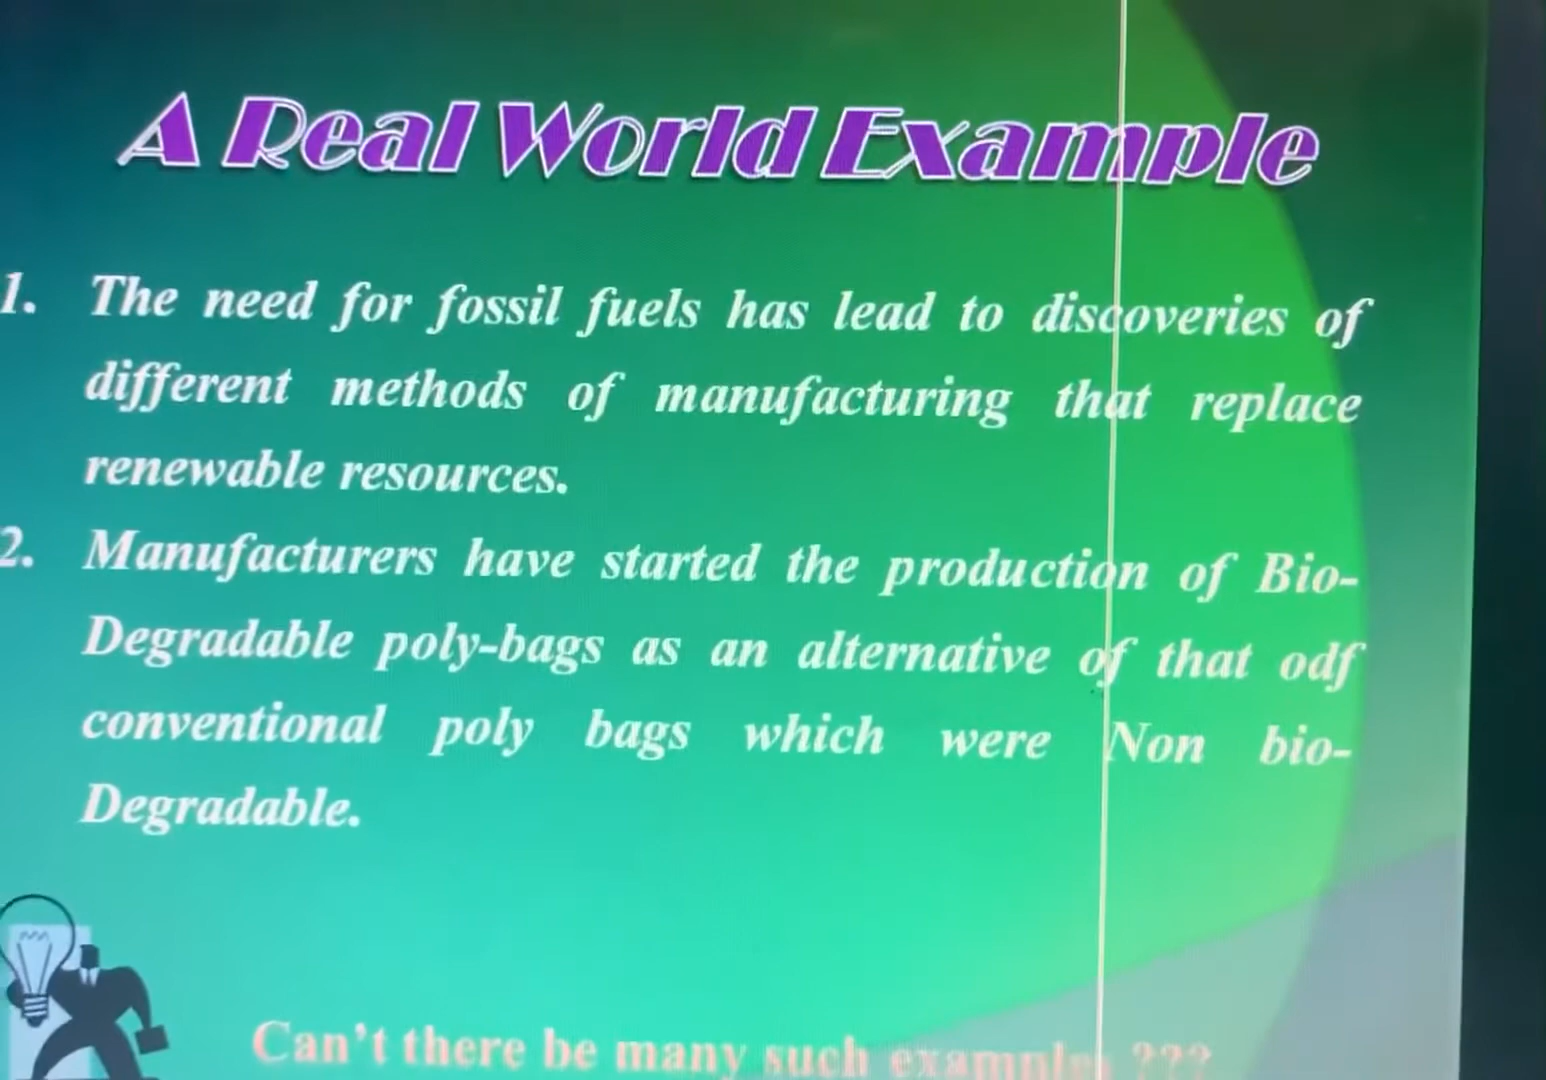 A Real World Example
1. The need for fossil fuels has lead to discoveries of
different methods of manufacturing that replace
renewable resources.
2. Manufacturers have started the production of Bio-
Degradable poly-bags as an alternative of that odf
conventional poly bags which were Non bio-
Degradable.
Can't there be many such examples ???